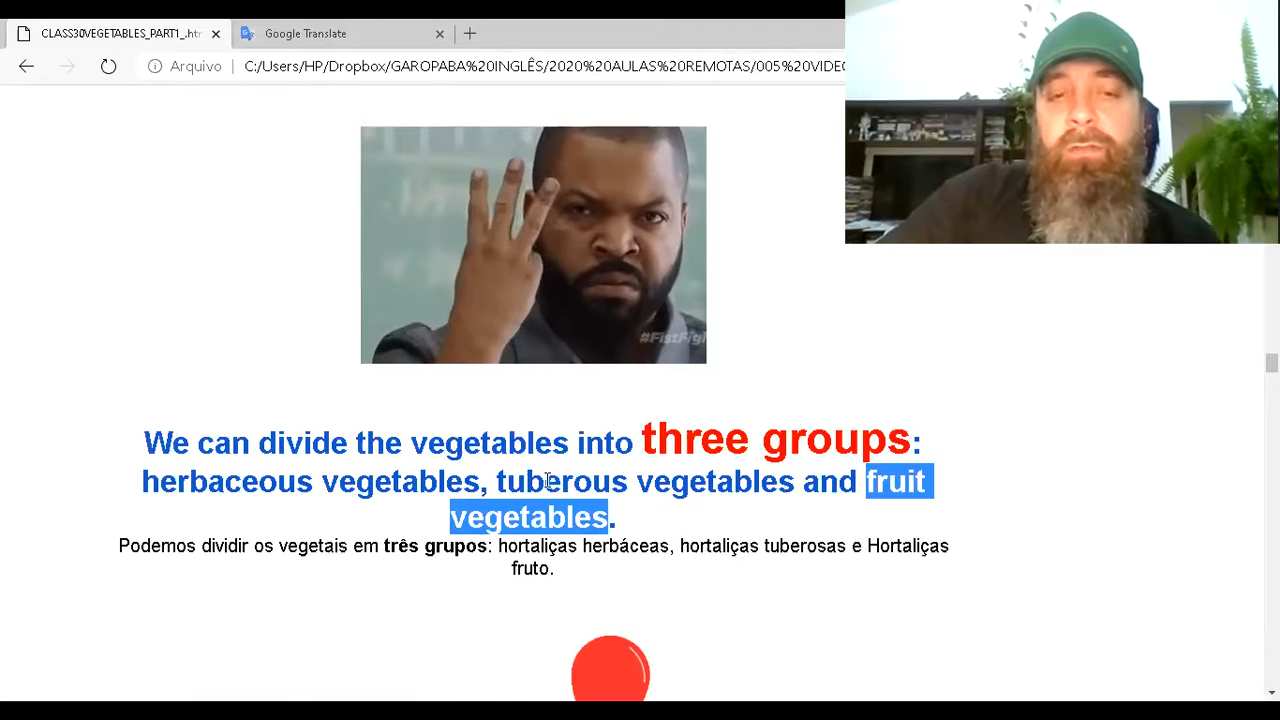 CLASS30VEGETABLES_PART1_.htm
Google Translate
Arquivo
C:/Users/HP/Dropbox/GAROPABA%20INGLÊS/2020%20AULAS%20REMOTAS/005%20VIDEO
#FistFigh
We can divide the vegetables into three groups:
herbaceous vegetables, tuberous vegetables and fruit
vegetables.
Podemos dividir os vegetais em três grupos: hortaliças herbáceas, hortaliças tuberosas e Hortaliças
fruto.